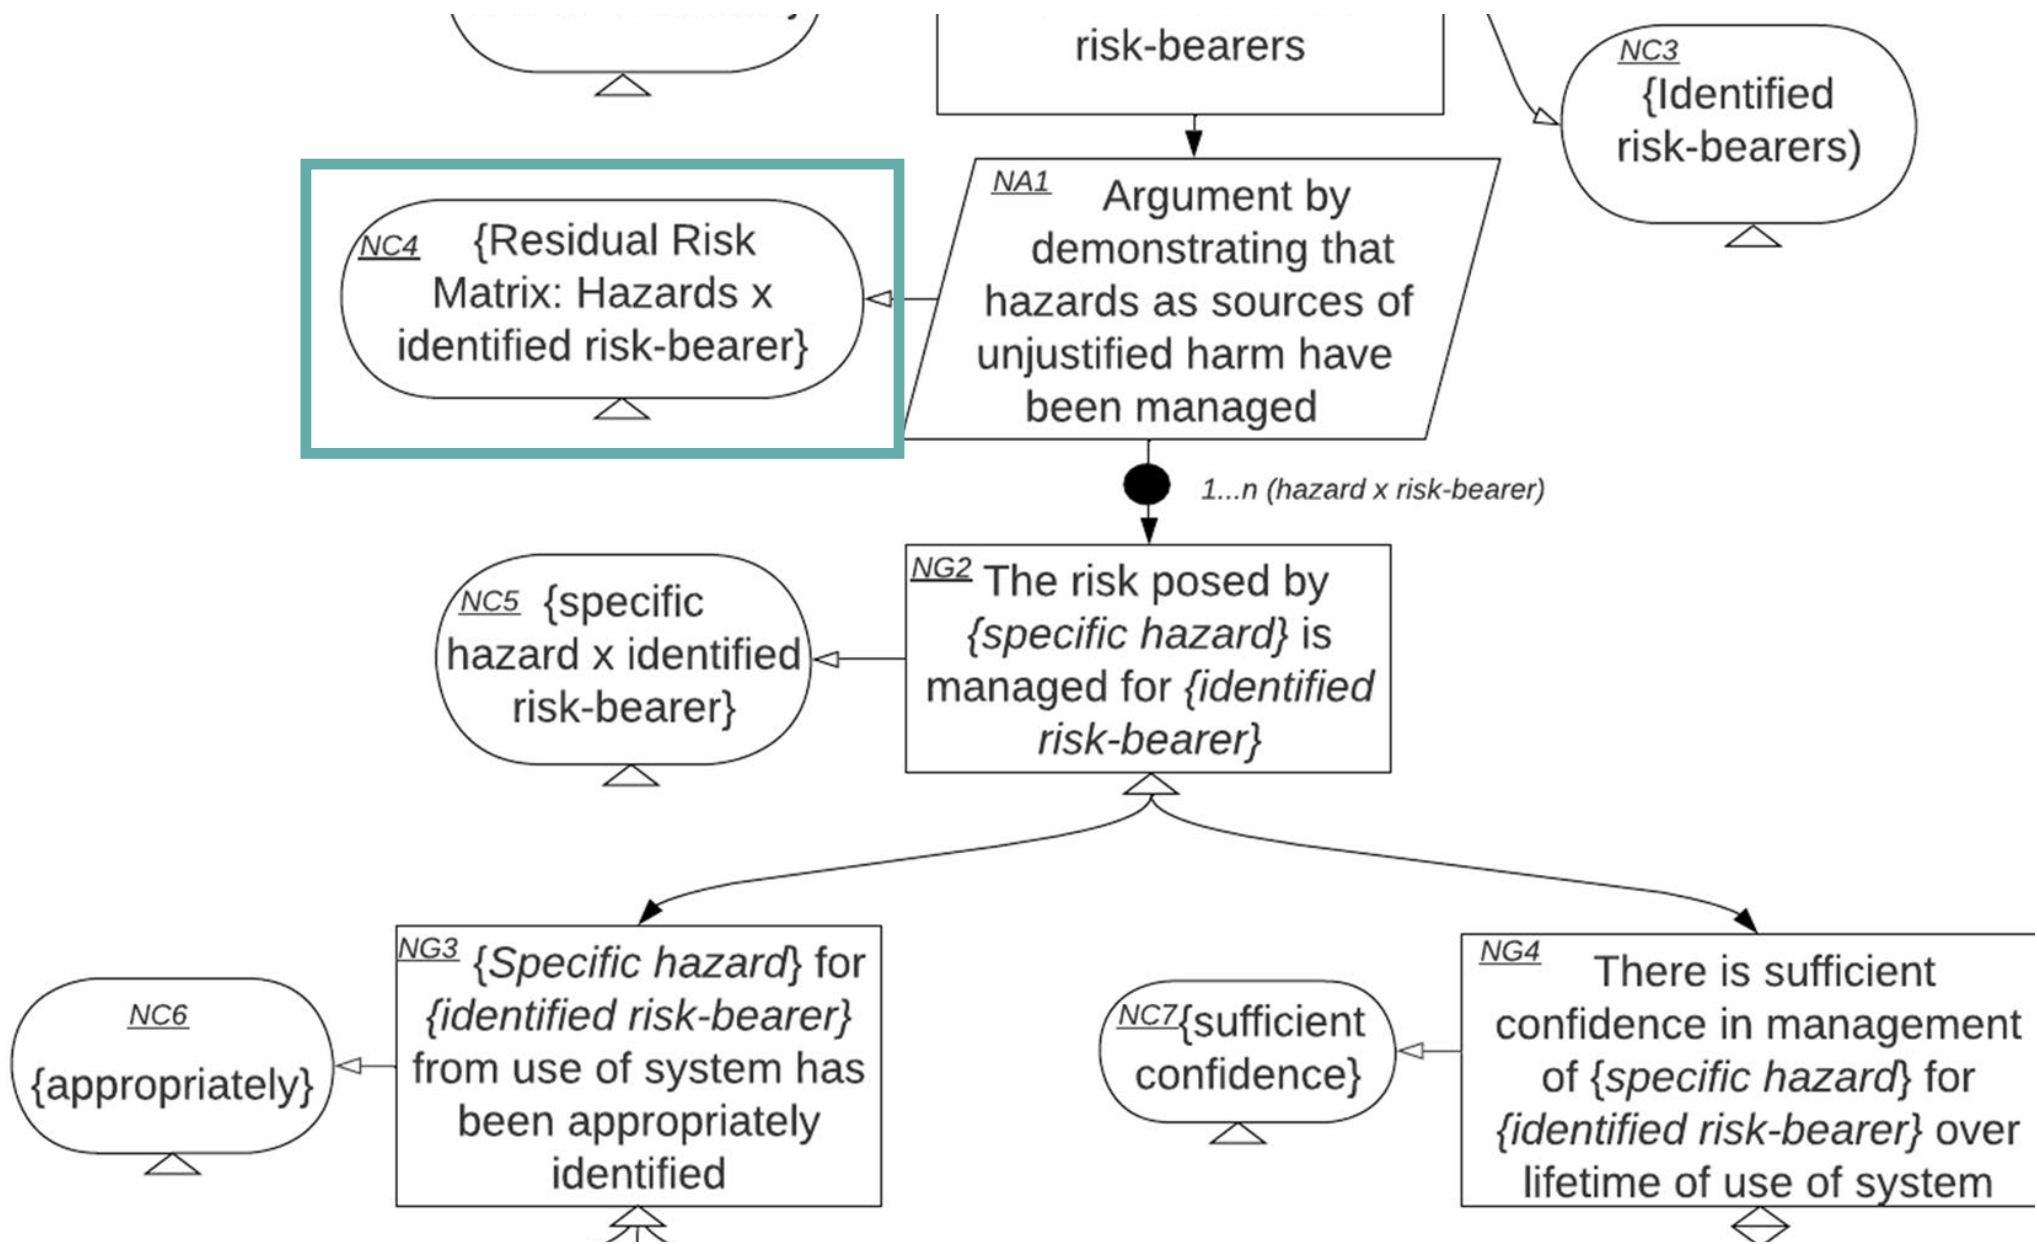 risk-bearers
NC3
{Identified
risk-bearers)
NC4 {Residual Risk
Matrix: Hazards x
identified risk-bearer}
NA1 Argument by
demonstrating that
hazards as sources of
unjustified harm have
been managed
1...n (hazard x risk-bearer)
NC5 {specific
hazard x identified
risk-bearer}
NG2 The risk posed by
{specific hazard} is
managed for {identified
risk-bearer}
NC6
{appropriately}
NG3 {Specific hazard} for
{identified risk-bearer}
from use of system has
been appropriately
identified
NC7{sufficient
confidence}
NG4 There is sufficient
confidence in management
of {specific hazard} for
{identified risk-bearer} over
lifetime of use of system